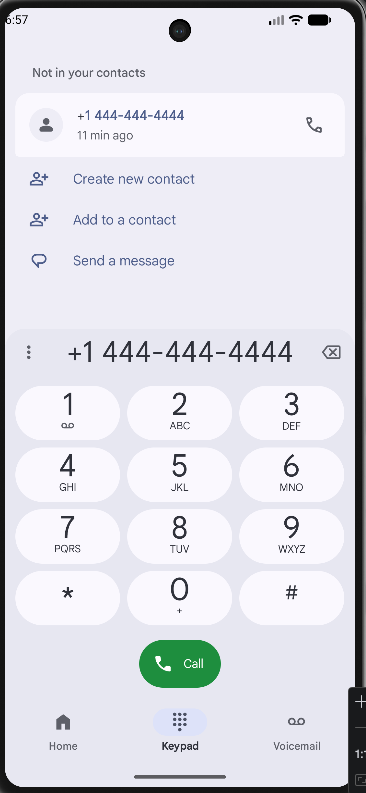 6:57
Not in your contacts
+1 444-444-4444
11 min ago
Create new contact
Add to a contact
Send a message
+1 444-444-4444
1
2 ABC
3 DEF
4 GHI
5 JKL
6 MNO
7 PQRS
8 TUV
9 WXYZ
*
0 +
#
Call
Home
Keypad
Voicemail